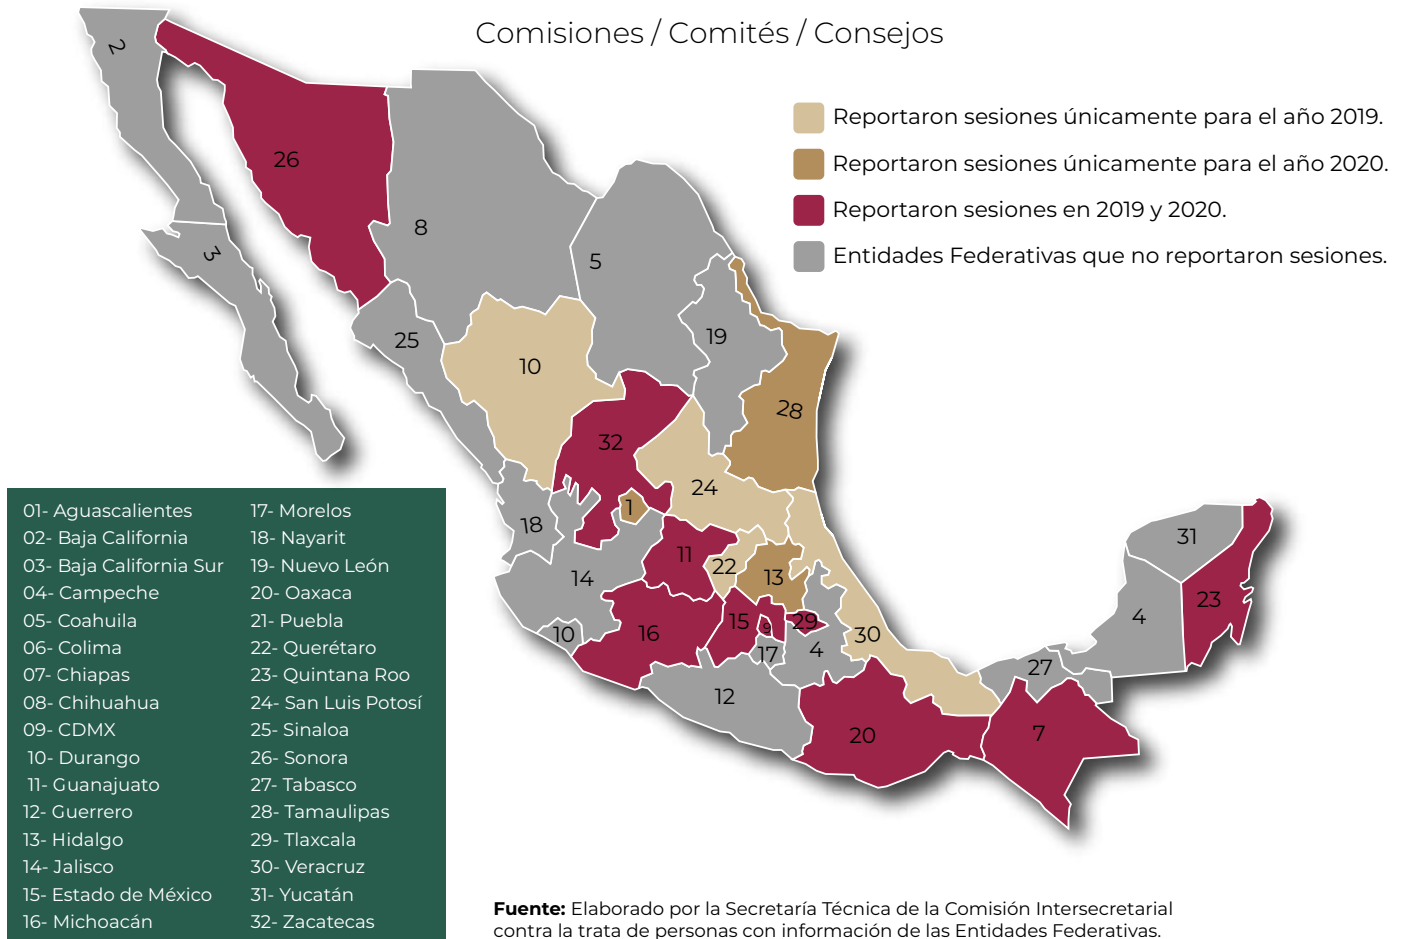 Comisiones / Comités / Consejos
Reportaron sesiones únicamente para el año 2019.
Reportaron sesiones únicamente para el año 2020.
Reportaron sesiones en 2019 y 2020.
Entidades Federativas que no reportaron sesiones.
2
26
8
3
5
25
19
10
28
32
24
1
18
11
31
14
22
13
23
10
16
15
9
29
30
4
17
4
27
12
20
7
01- Aguascalientes
02- Baja California
03- Baja California Sur
04- Campeche
05- Coahuila
06- Colima
07- Chiapas
08- Chihuahua
09- CDMX
10- Durango
11- Guanajuato
12- Guerrero
13- Hidalgo
14- Jalisco
15- Estado de México
16- Michoacán
17- Morelos
18- Nayarit
19- Nuevo León
20- Oaxaca
21- Puebla
22- Querétaro
23- Quintana Roo
24- San Luis Potosí
25- Sinaloa
26- Sonora
27- Tabasco
28- Tamaulipas
29- Tlaxcala
30- Veracruz
31- Yucatán
32- Zacatecas
Fuente: Elaborado por la Secretaría Técnica de la Comisión Intersecretarial
contra la trata de personas con información de las Entidades Federativas.